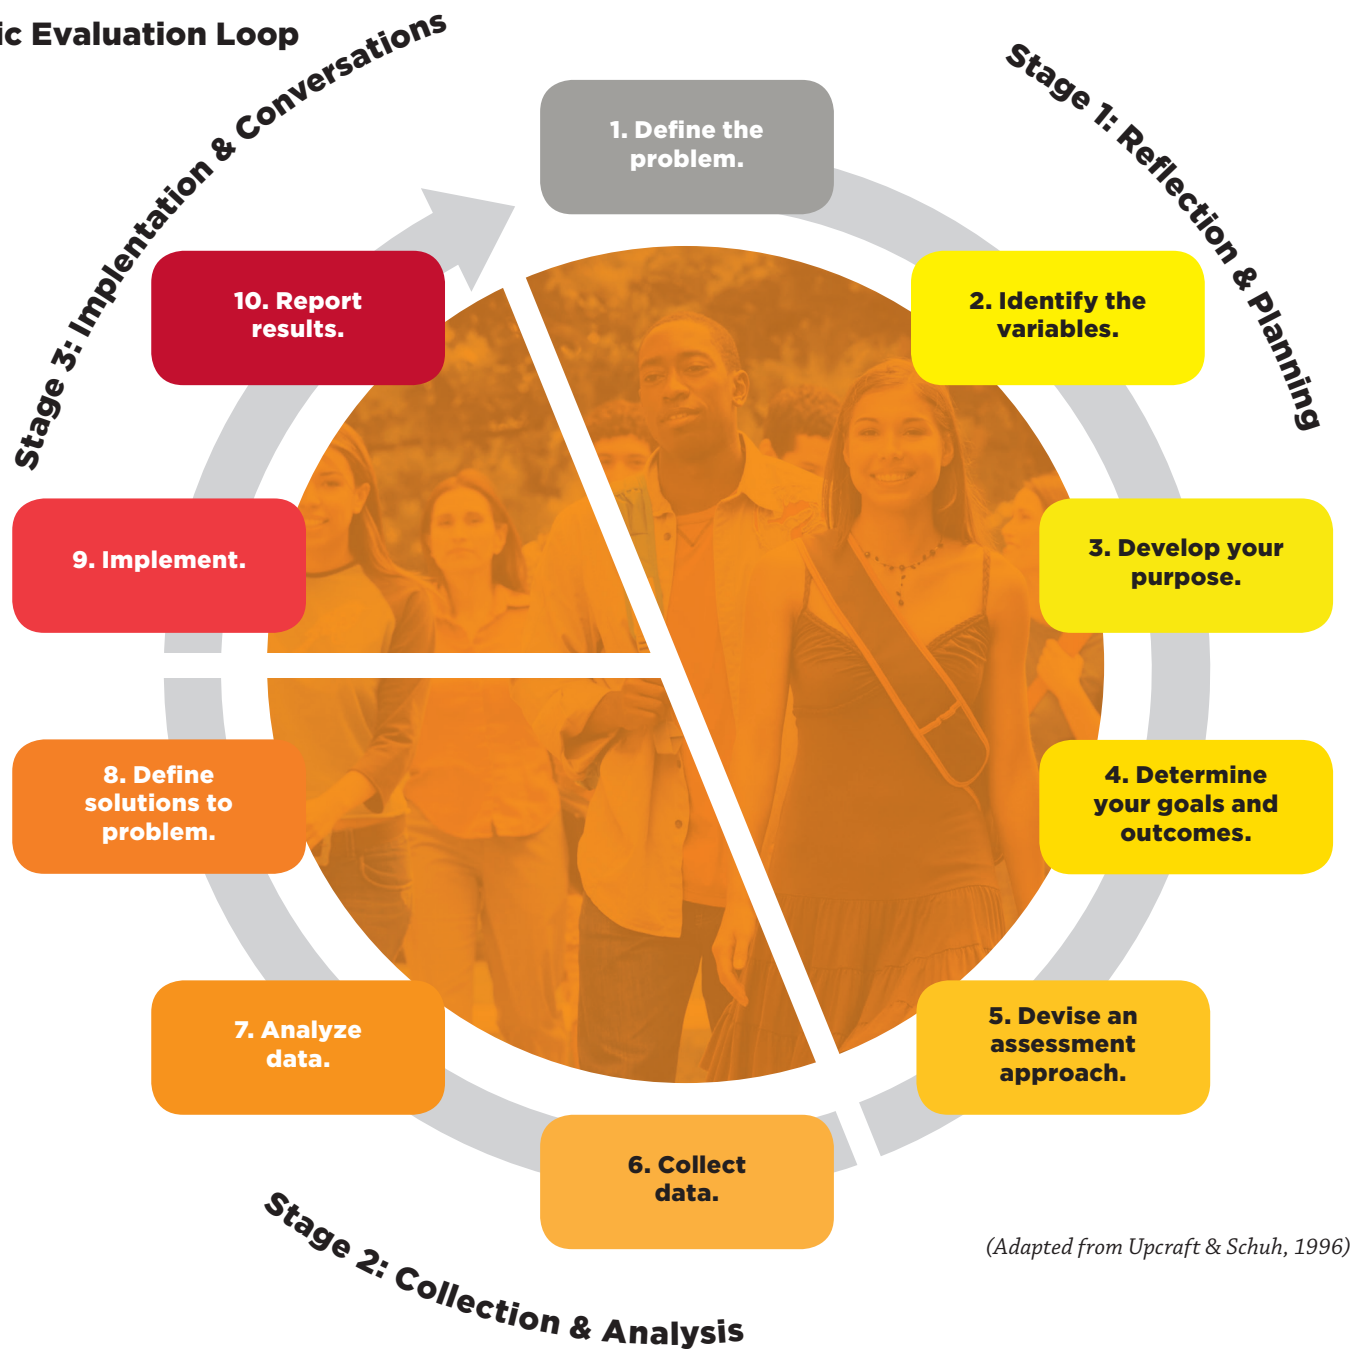 ic Evaluation Loop
Stage 1: Reflection & Planning
1. Define the
problem.
2. Identify the
variables.
3. Develop your
purpose.
4. Determine
your goals and
outcomes.
5. Devise an
assessment
approach.
Stage 2: Collection & Analysis
6. Collect
data.
7. Analyze
data.
8. Define
solutions to
problem.
Stage 3: Implentation & Conversations
9. Implement.
10. Report
results.
(Adapted from Upcraft & Schuh, 1996)